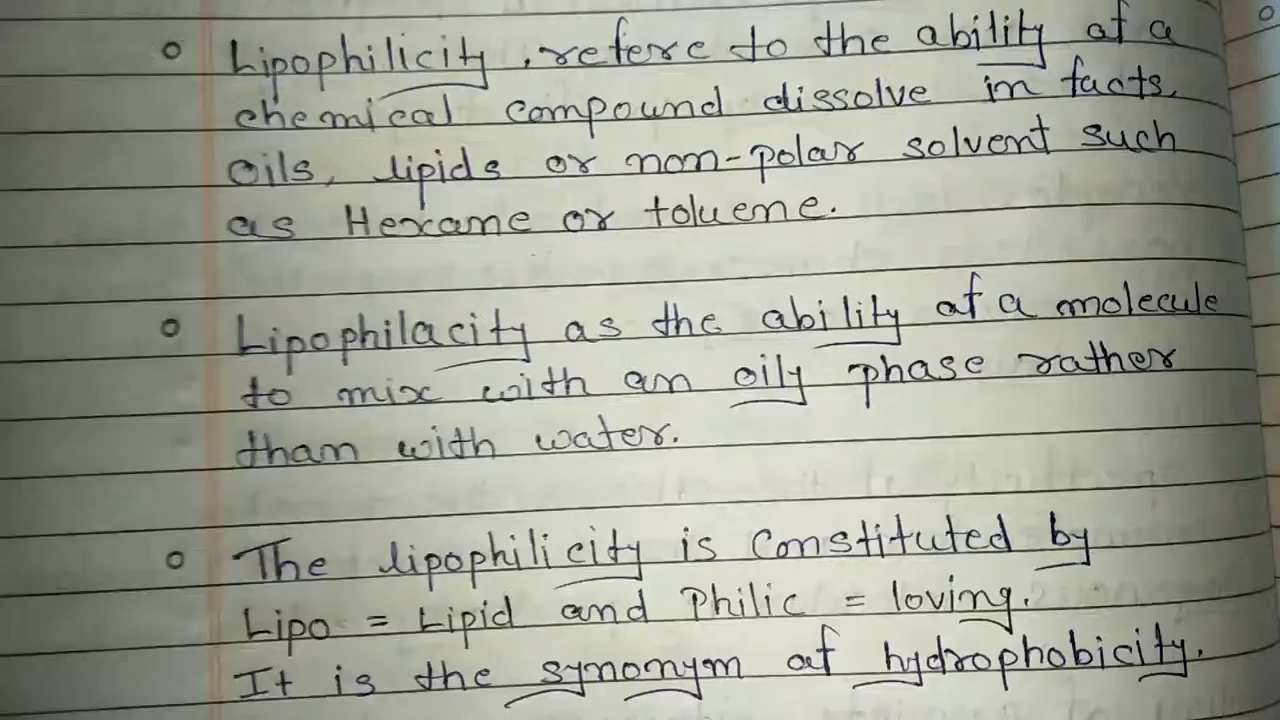 Lipophilicity, refere to the ability of a
chemical compound dissolve in facts,
oils, lipids or non-polar solvent such
as Hexane or toluene.
Lipophilacity as the ability of a molecule
to mix with an oily phase rather
than with water.
The lipophilicity is constituted by
Lipo = Lipid and Philic = loving.
It is the synonym of hydrophobicity.